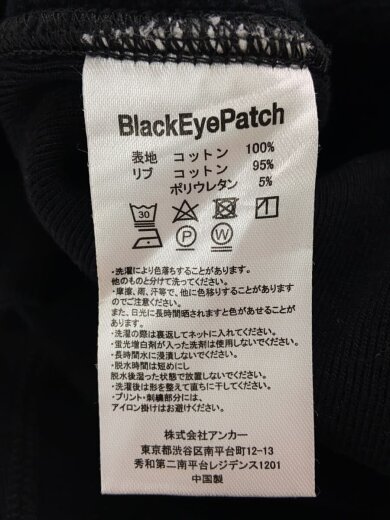 BlackEyePatch
表地 コットン 100%
リブ コットン 95%
ポリウレタン 5%
30
P W
・洗濯により色落ちすることがあります。
他のものと分けて洗ってください。
・摩擦、雨、汗等で、他に色移りすることがあります
のでご注意ください。
また、日光に長時間晒されますと色があせることが
あります。
・洗濯の際は裏返してネットに入れてください。
・蛍光増白剤が入った洗剤は使用しないでください。
・長時間水に浸漬しないでください。
・脱水時間は短めにし
脱水後湿った状態で放置しないでください。
・洗濯後は形を整えて直ちに干してください。
・プリント・刺繍部分には、
アイロン掛けはお避けください。
株式会社アンカー
東京都渋谷区南平台町12-13
秀和第二南平台レジデンス1201
中国製